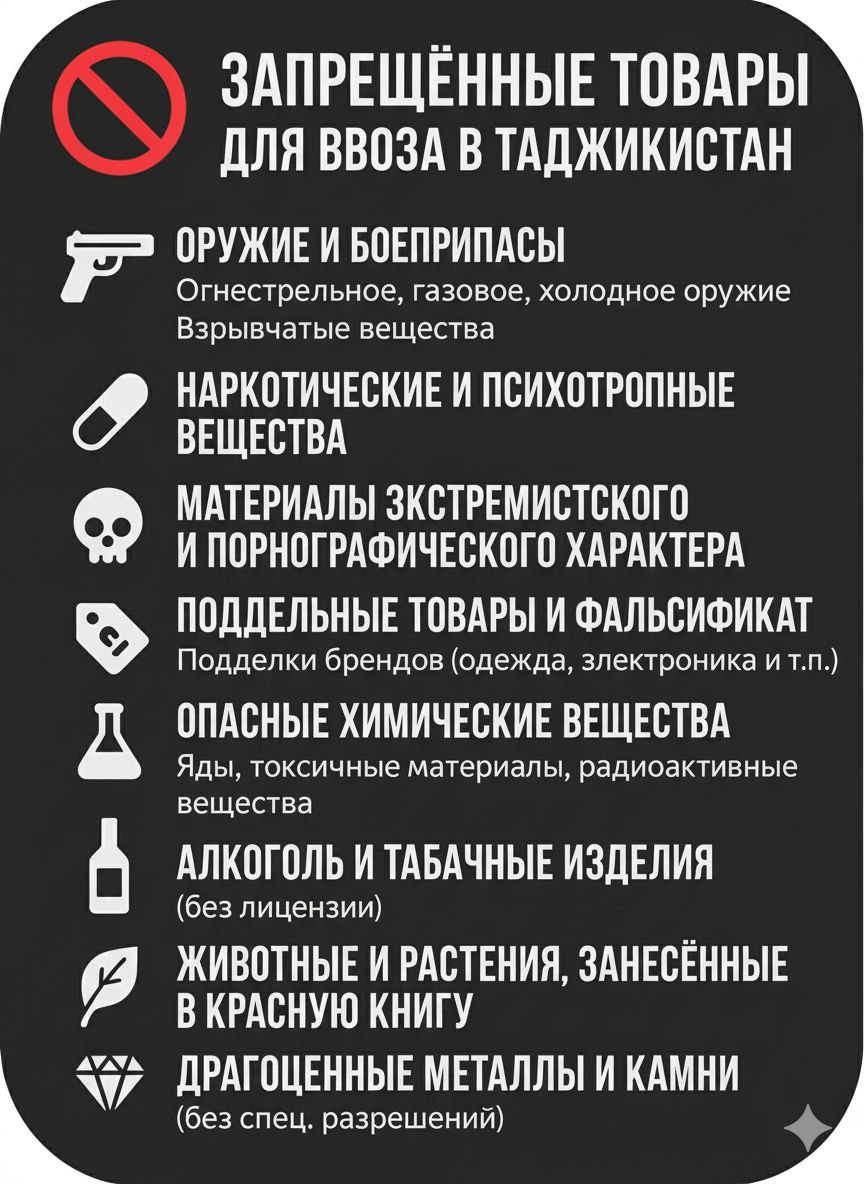 ЗАПРЕЩЁННЫЕ ТОВАРЫ
ДЛЯ ВВОЗА В ТАДЖИКИСТАН
ОРУЖИЕ И БОЕПРИПАСЫ
Огнестрельное, газовое, холодное оружие
Взрывчатые вещества
НАРКОТИЧЕСКИЕ И ПСИХОТРОПНЫЕ
ВЕЩЕСТВА
МАТЕРИАЛЫ ЗКСТРЕМИСТСКОГО
И ПОРНОГРАФИЧЕСКОГО ХАРАКТЕРА
ПОДДЕЛЬНЫЕ ТОВАРЫ И ФАЛЬСИФИКАТ
Подделки брендов (одежда, злектроника и т.п.)
ОПАСНЫЕ ХИМИЧЕСКИЕ ВЕЩЕСТВА
Яды, токсичные материалы, радиоактивные
вещества
АЛКОГОЛЬ И ТАБАЧНЫЕ ИЗДЕЛИЯ
(без лицензии)
ЖИВОТНЫЕ И РАСТЕНИЯ, ЗАНЕСЁННЫЕ
В КРАСНУЮ КНИГУ
ДРАГОЦЕННЫЕ МЕТАЛЛЫ И КАМНИ
(без спец. разрешений)